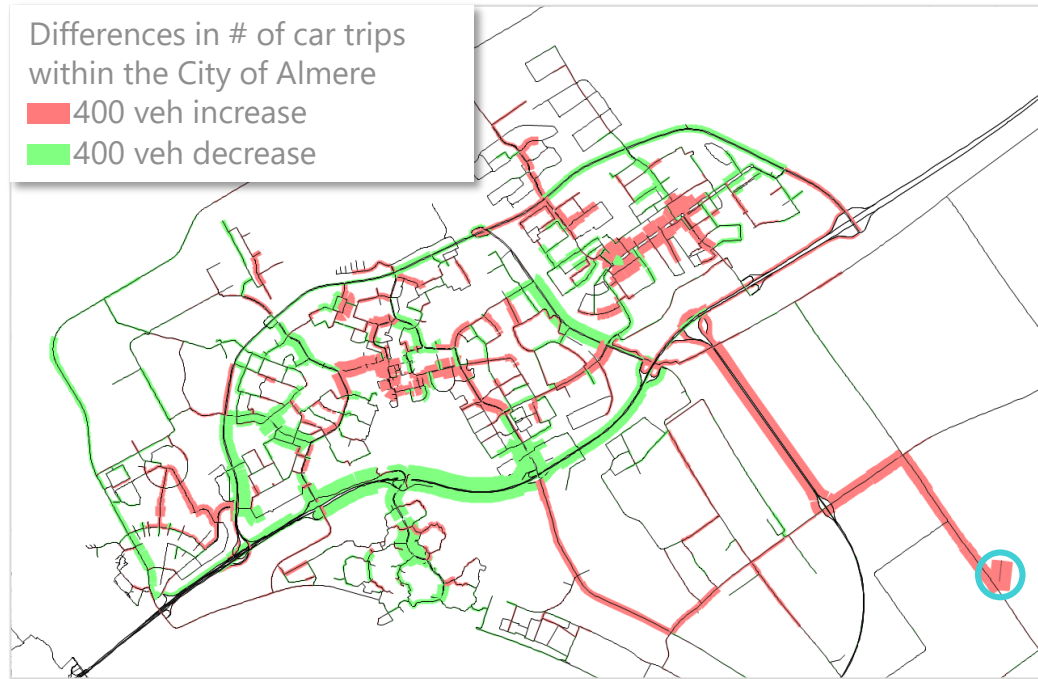 Differences in # of car trips
within the City of Almere
400 veh increase
400 veh decrease